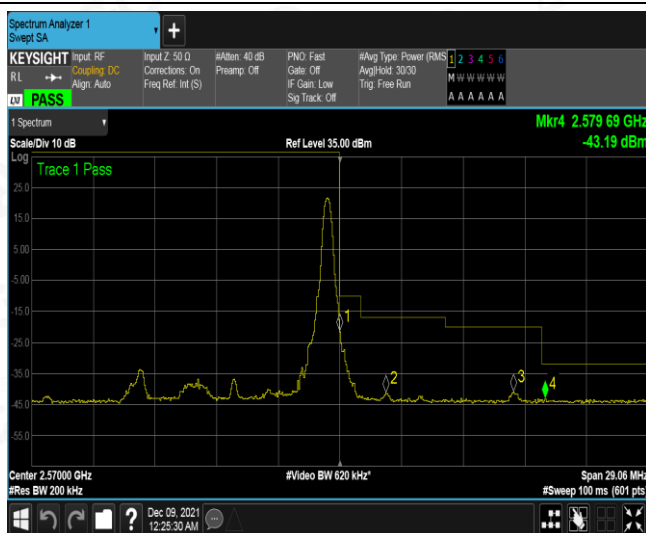 Spectrum Analyzer 1
Swept SA
+
KEYSIGHT
RL
LXI PASS
Input: RF
Coupling: DC
Align: Auto
Input Z: 50 Ω
Corrections: On
Freq Ref: Int (S)
#Atten: 40 dB
Preamp: Off
PNO: Fast
Gate: Off
IF Gain: Low
Sig Track: Off
#Avg Type: Power (RMS
Avg|Hold: 30/30
Trig: Free Run
1 2 3 4 5 6
M W W W W W
A A A A A A
1 Spectrum
Mkr4 2.579 69 GHz
Scale/Div 10 dB
Ref Level 35.00 dBm
-43.19 dBm
Log
Trace 1 Pass
25.0
15.0
5.00
-5.00
-15.0
-25.0
-35.0
-45.0
-55.0
1
2
3
4
Center 2.57000 GHz
#Video BW 620 kHz*
Span 29.06 MHz
#Res BW 200 kHz
#Sweep 100 ms (601 pts)
?
Dec 09, 2021
12:25:30 AM